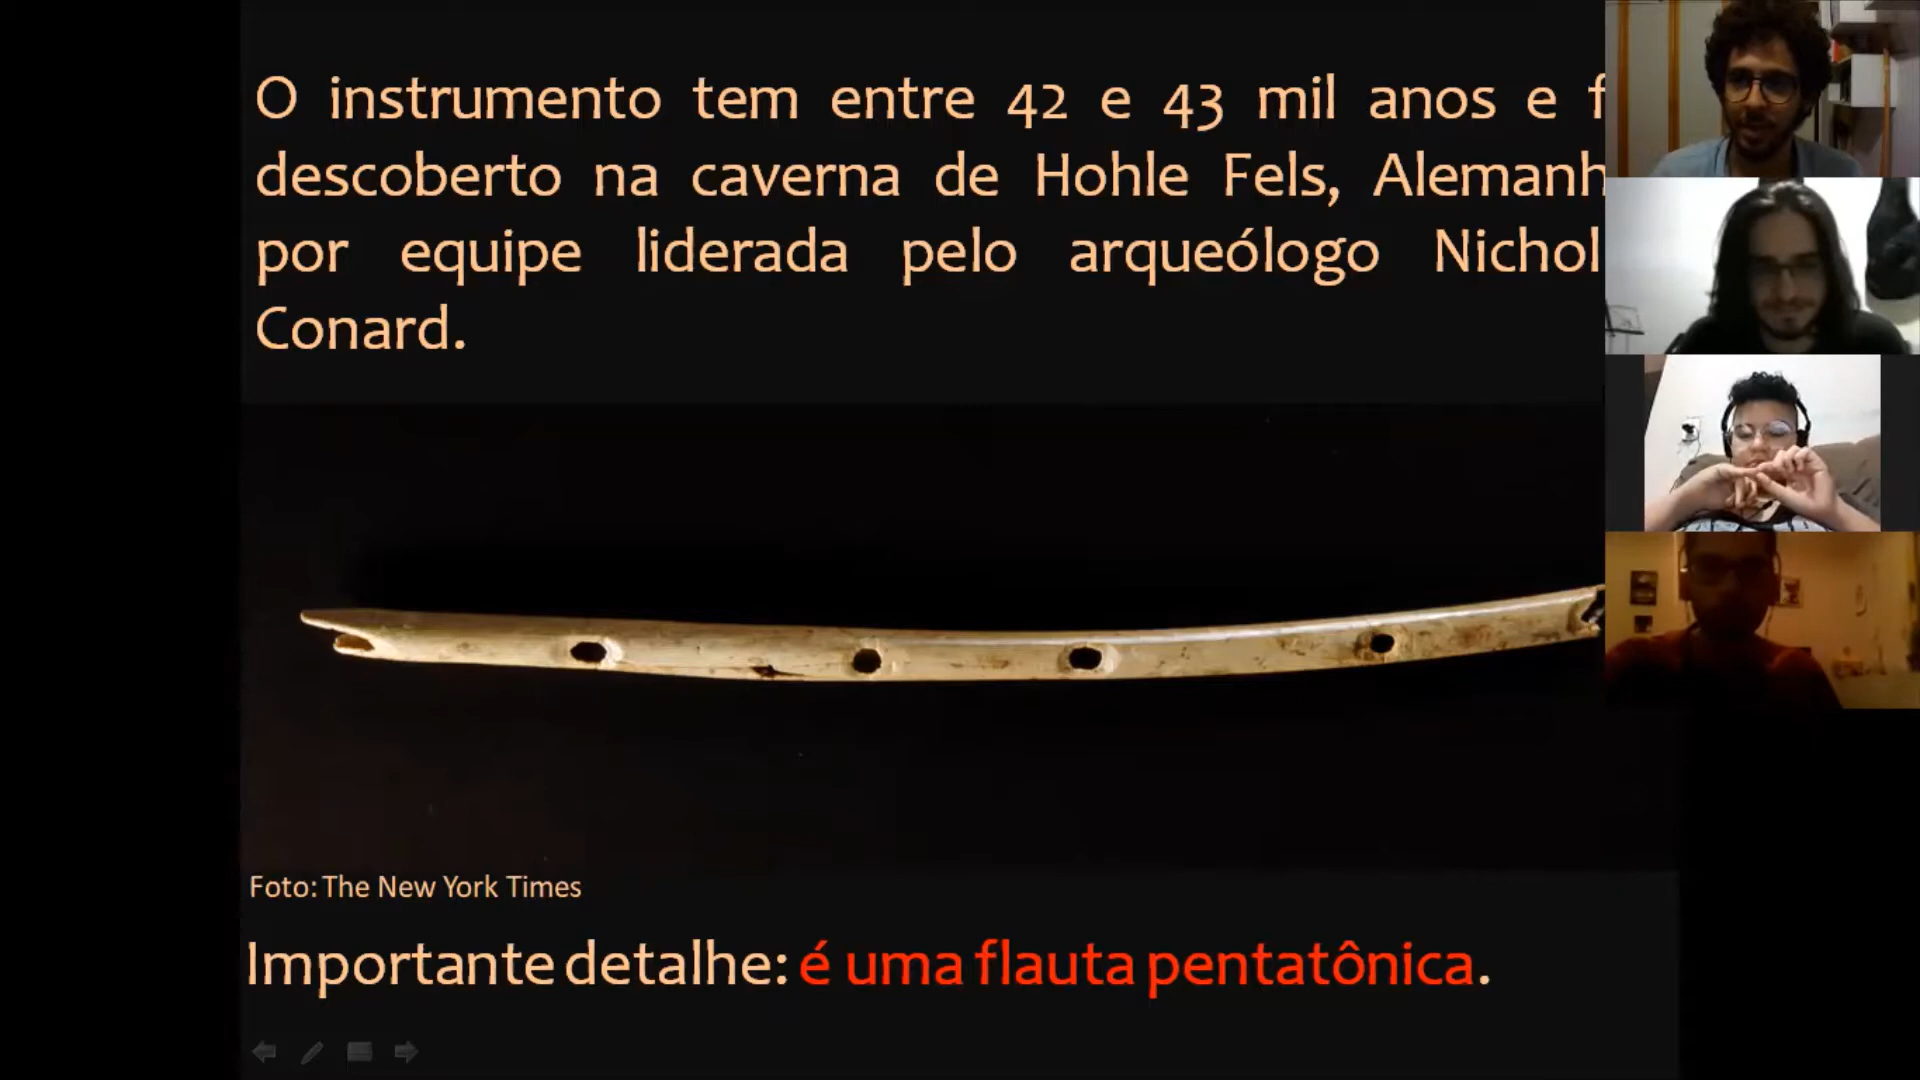 O instrumento tem entre 42 e 43 mil anos e
descoberto na caverna de Hohle Fels,
por equipe liderada pelo arqueólogo
Conard.
Foto: The New York Times
Importante detalhe: é uma flauta pentatônica.